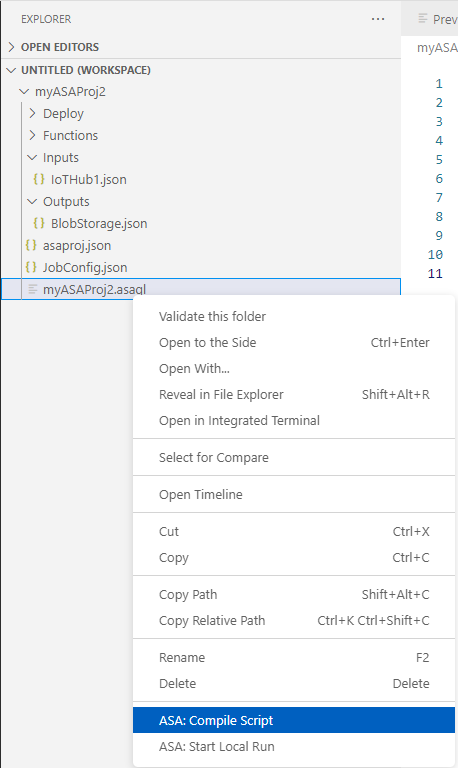 EXPLORER
Prev
OPEN EDITORS
myASA
UNTITLED (WORKSPACE)
myASAProj2
1
Deploy
2
Functions
3
Inputs
4
{} IoTHub1.json
5
Outputs
6
{} BlobStorage.json
7
{} asaproj.json
8
{} JobConfig.json
9
myASAProj2.asaql
10
11
Validate this folder
Open to the Side Ctrl+Enter
Open With...
Reveal in File Explorer Shift+Alt+R
Open in Integrated Terminal
Select for Compare
Open Timeline
Cut Ctrl+X
Copy Ctrl+C
Copy Path Shift+Alt+C
Copy Relative Path Ctrl+K Ctrl+Shift+C
Rename F2
Delete Delete
ASA: Compile Script
ASA: Start Local Run